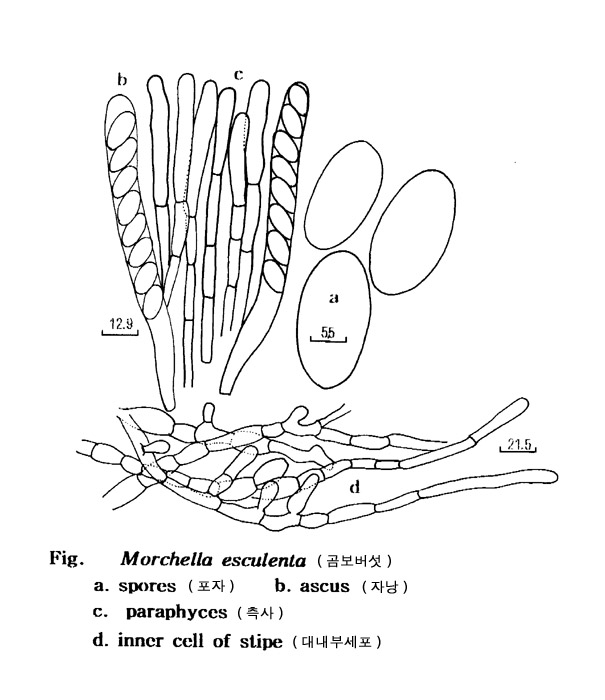 b
c
a
12.9
5.5
21.5
d
Fig. Morchella esculenta (곰보버섯)
a. spores (포자) b. ascus (자낭)
c. paraphyces (측사)
d. inner cell of stipe (대내부세포)